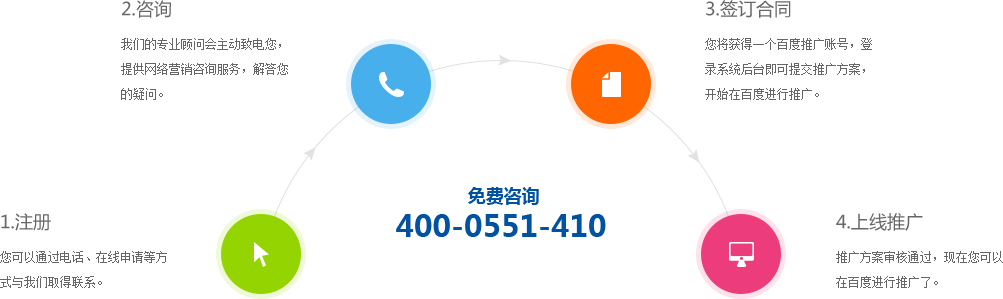 2.咨询
我们的专业顾问会主动致电您，
提供网络营销咨询服务，解答您
的疑问。
3.签订合同
您将获得一个百度推广账号，登
录系统后台即可提交推广方案，
开始在百度进行推广。
免费咨询
400-0551-410
1.注册
您可以通过电话、在线申请等方
式与我们取得联系。
4.上线推广
推广方案审核通过，现在您可以
在百度进行推广了。